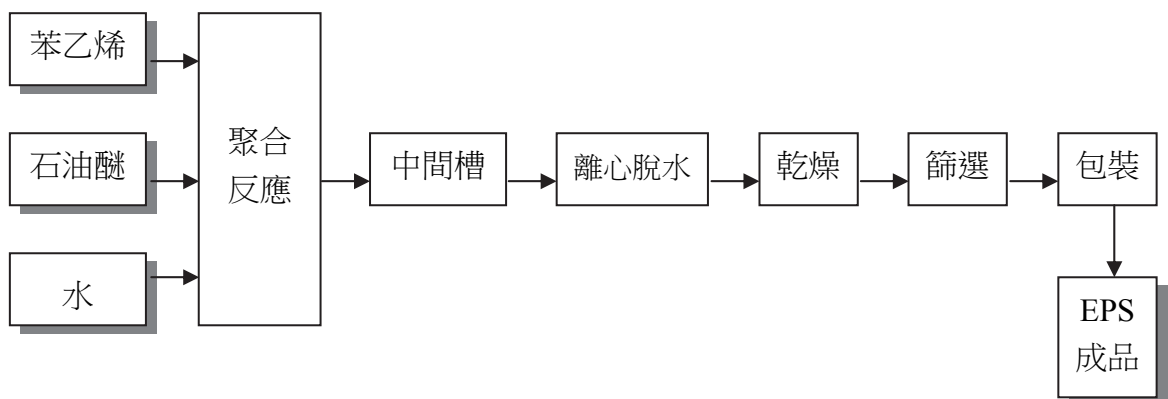 苯乙烯
石油醚
水
聚合
反應
中間槽
離心脫水
乾燥
篩選
包裝
EPS
成品